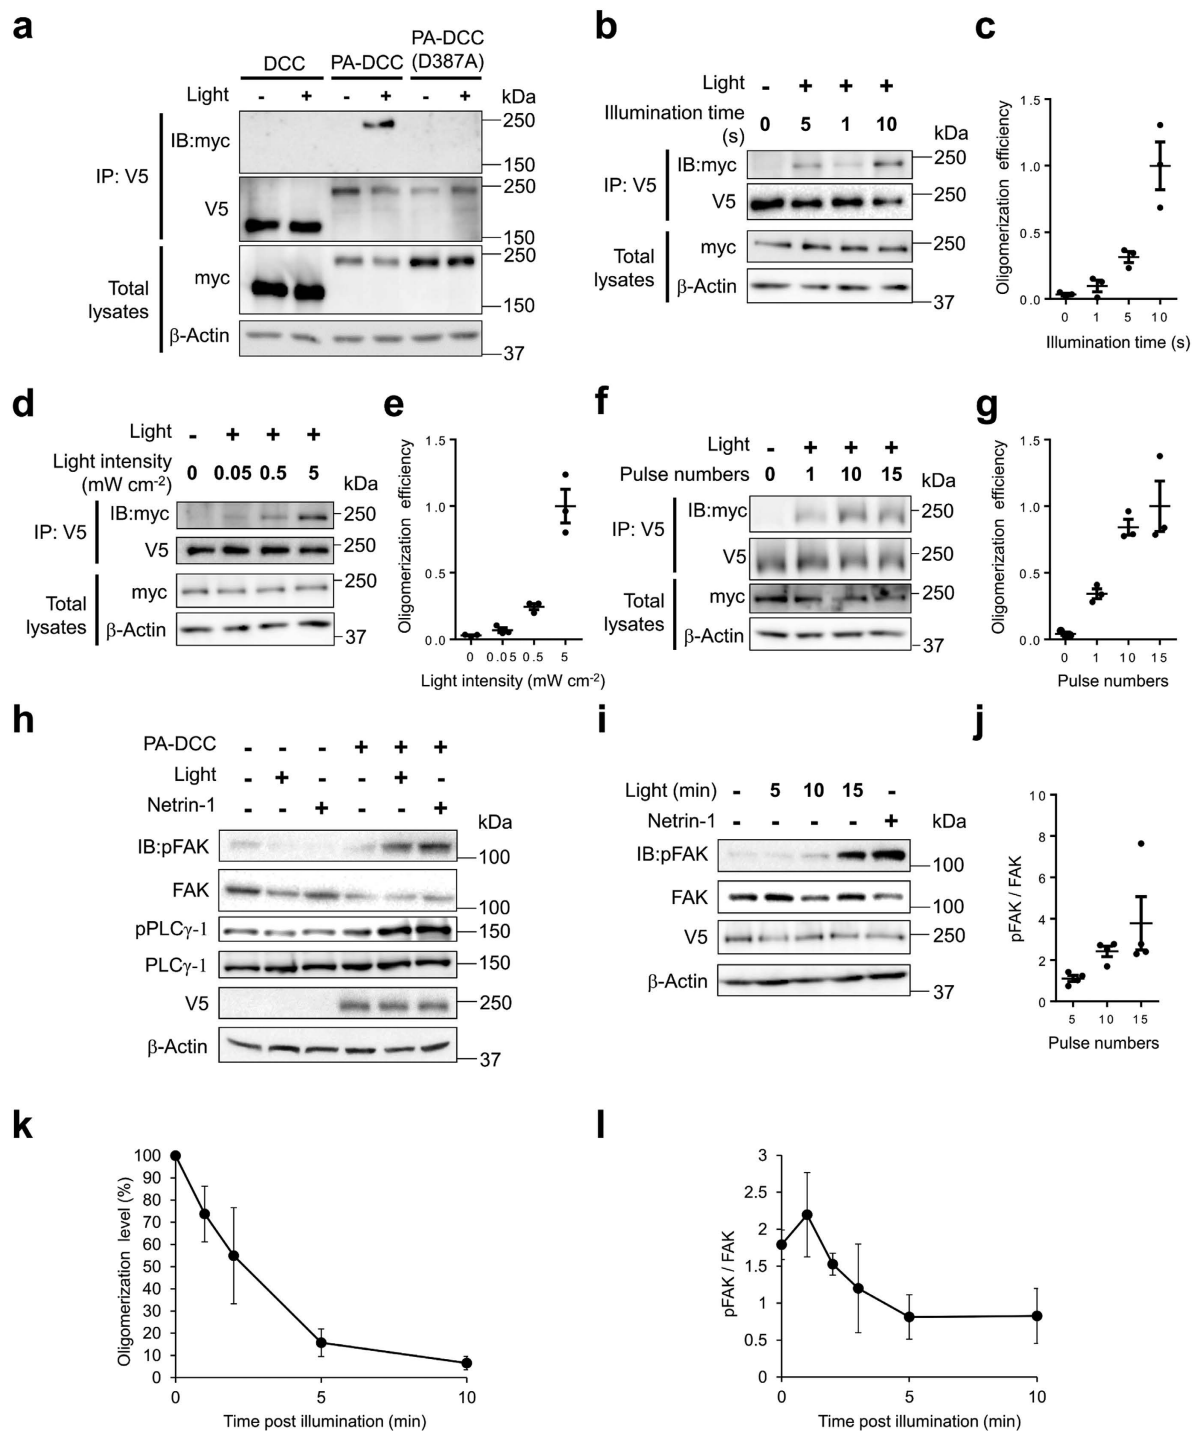 a
DCC PA-DCC PA-DCC (D387A)
Light - + - + - + kDa
IP: V5
IB:myc
250
150
V5
250
150
Total lysates
myc
250
150
β-Actin
37
b
Light - + + +
Illumination time (s) 0 5 1 10 kDa
IP: V5
IB:myc 250
V5 250
Total lysates
myc 250
β-Actin
37
c
Oligomerization efficiency
1.5
1.0
0.5
0.0
0 1 5 10
Illumination time (s)
d
Light - + + +
Light intensity (mW cm-2) 0 0.05 0.5 5 kDa
IP: V5
IB:myc 250
V5 250
Total lysates
myc 250
β-Actin 37
e
Oligomerization efficiency
1.5
1.0
0.5
0.0
0 0.05 0.5 5
Light intensity (mW cm-2)
f
Light - + + +
Pulse numbers 0 1 10 15 kDa
IP: V5
IB:myc 250
V5 250
Total lysates
myc 250
β-Actin 37
g
Oligomerization efficiency
1.5
1.0
0.5
0.0
0 1 10 15
Pulse numbers
h
PA-DCC - - - + + +
Light - + - - + -
Netrin-1 - - + - - +
kDa
IB:pFAK 100
FAK 100
pPLCγ-1 150
PLCγ-1 150
V5 250
β-Actin 37
i
Light (min) - 5 10 15 -
Netrin-1 - - - - + kDa
IB:pFAK 100
FAK 100
V5 250
β-Actin 37
j
pFAK / FAK
10
8
6
4
2
0
5 10 15
Pulse numbers
k
Oligomerization level (%)
100
90
80
70
60
50
40
30
20
10
0
0 5 10
Time post illumination (min)
l
pFAK / FAK
3
2.5
2
1.5
1
0.5
0
0 5 10
Time post illumination (min)